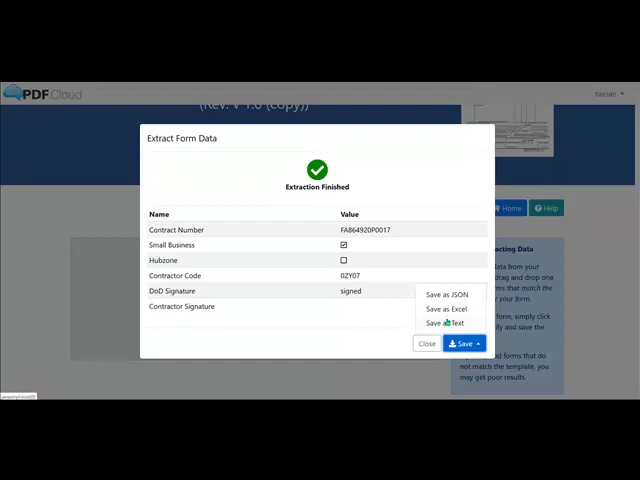 PDF Cloud
(Rev. V 1.0 (copy))
Extract Form Data
Extraction Finished
Name Value
Contract Number FA864920P0017
Small Business
Hubzone
Contractor Code 0ZY07
DoD Signature signed
Contractor Signature
Save as JSON
Save as Excel
Save as Text
Close Save
Home Help
acting Data
data from your
drag and drop one
forms that match the
your form.
form, simply click
ify and save the
d forms that do
not match the template, you
may get poor results.